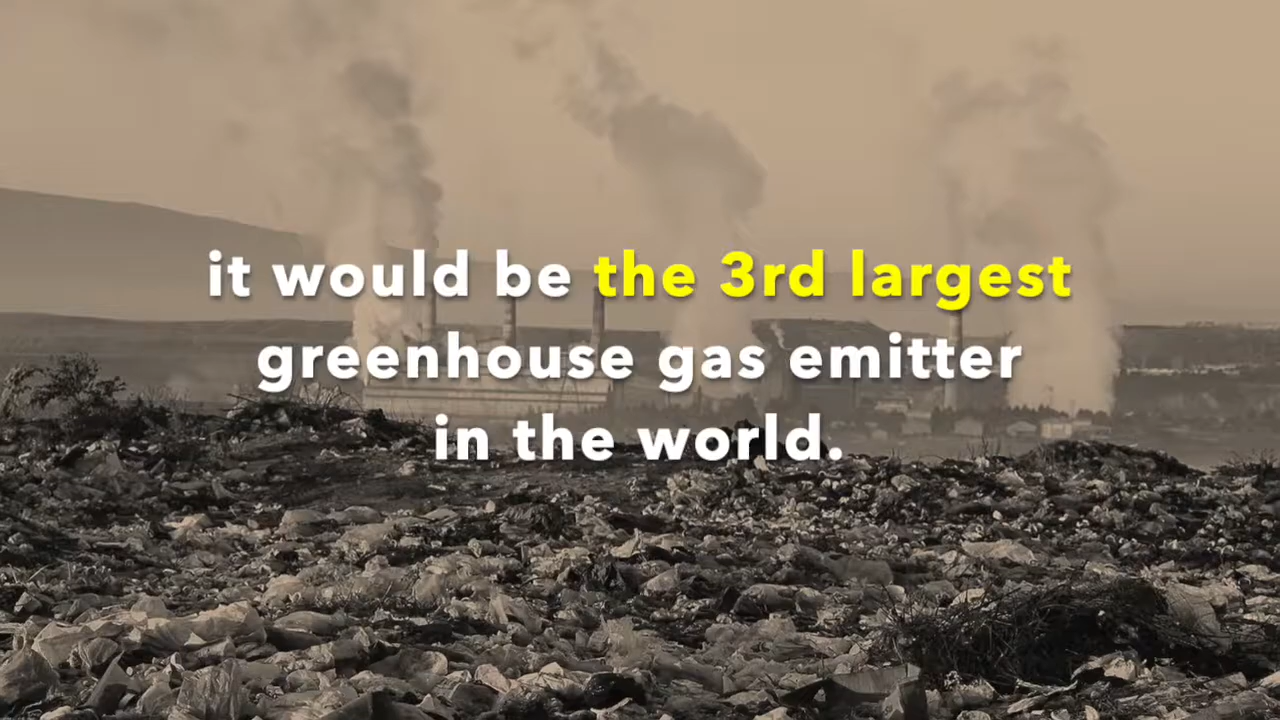 it would be the 3rd largest
greenhouse gas emitter
in the world.